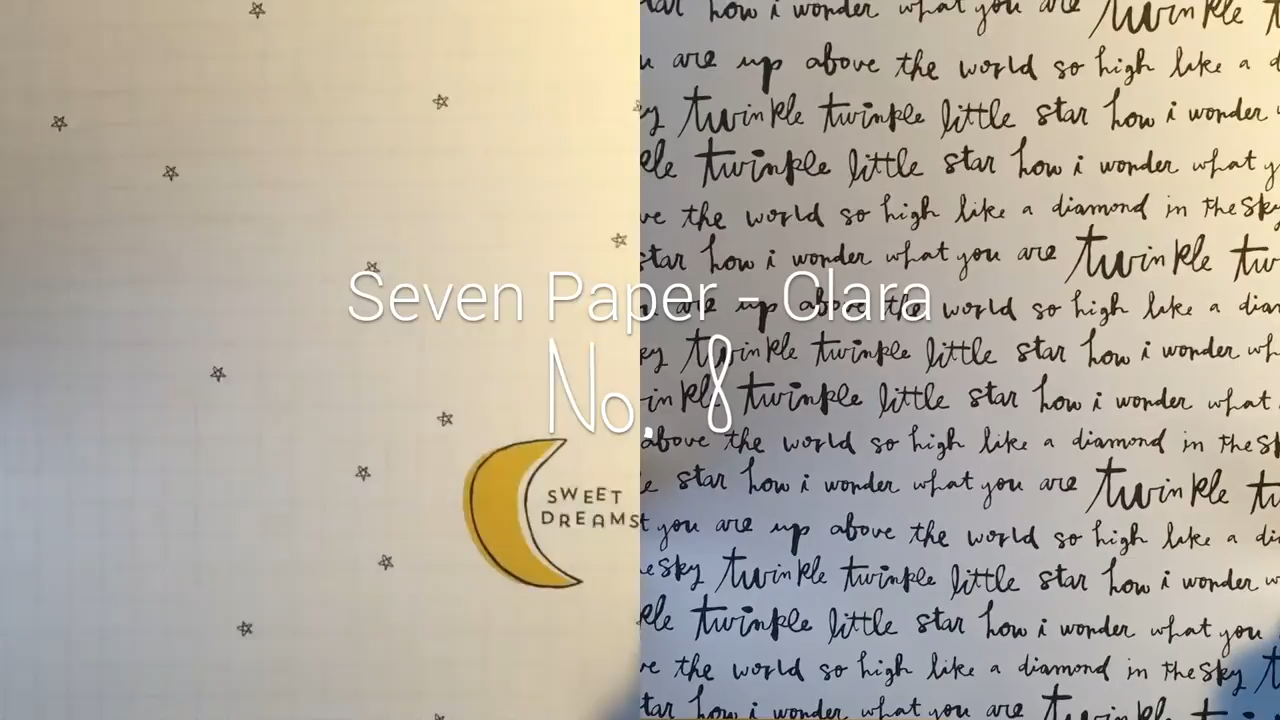 how i wonder what you are twinkle
are up above the world so high like a
twinkle twinkle little star how i wonder
twinkle little star how i wonder what
the world so high like a diamond in the sky
star how i wonder what you are twinkle
Seven Paper - Clara
are up above the world so high like a
twinkle twinkle little star how i wonder
No. 8
twinkle little star how i wonder what
above the world so high like a diamond in the
star how i wonder what you are twinkle
SWEET
DREAMS
you are up above the world so high like a
sky twinkle twinkle little star how i wonder
twinkle little star how i wonder what you
the world so high like a diamond in the sky
how i wonder what you are